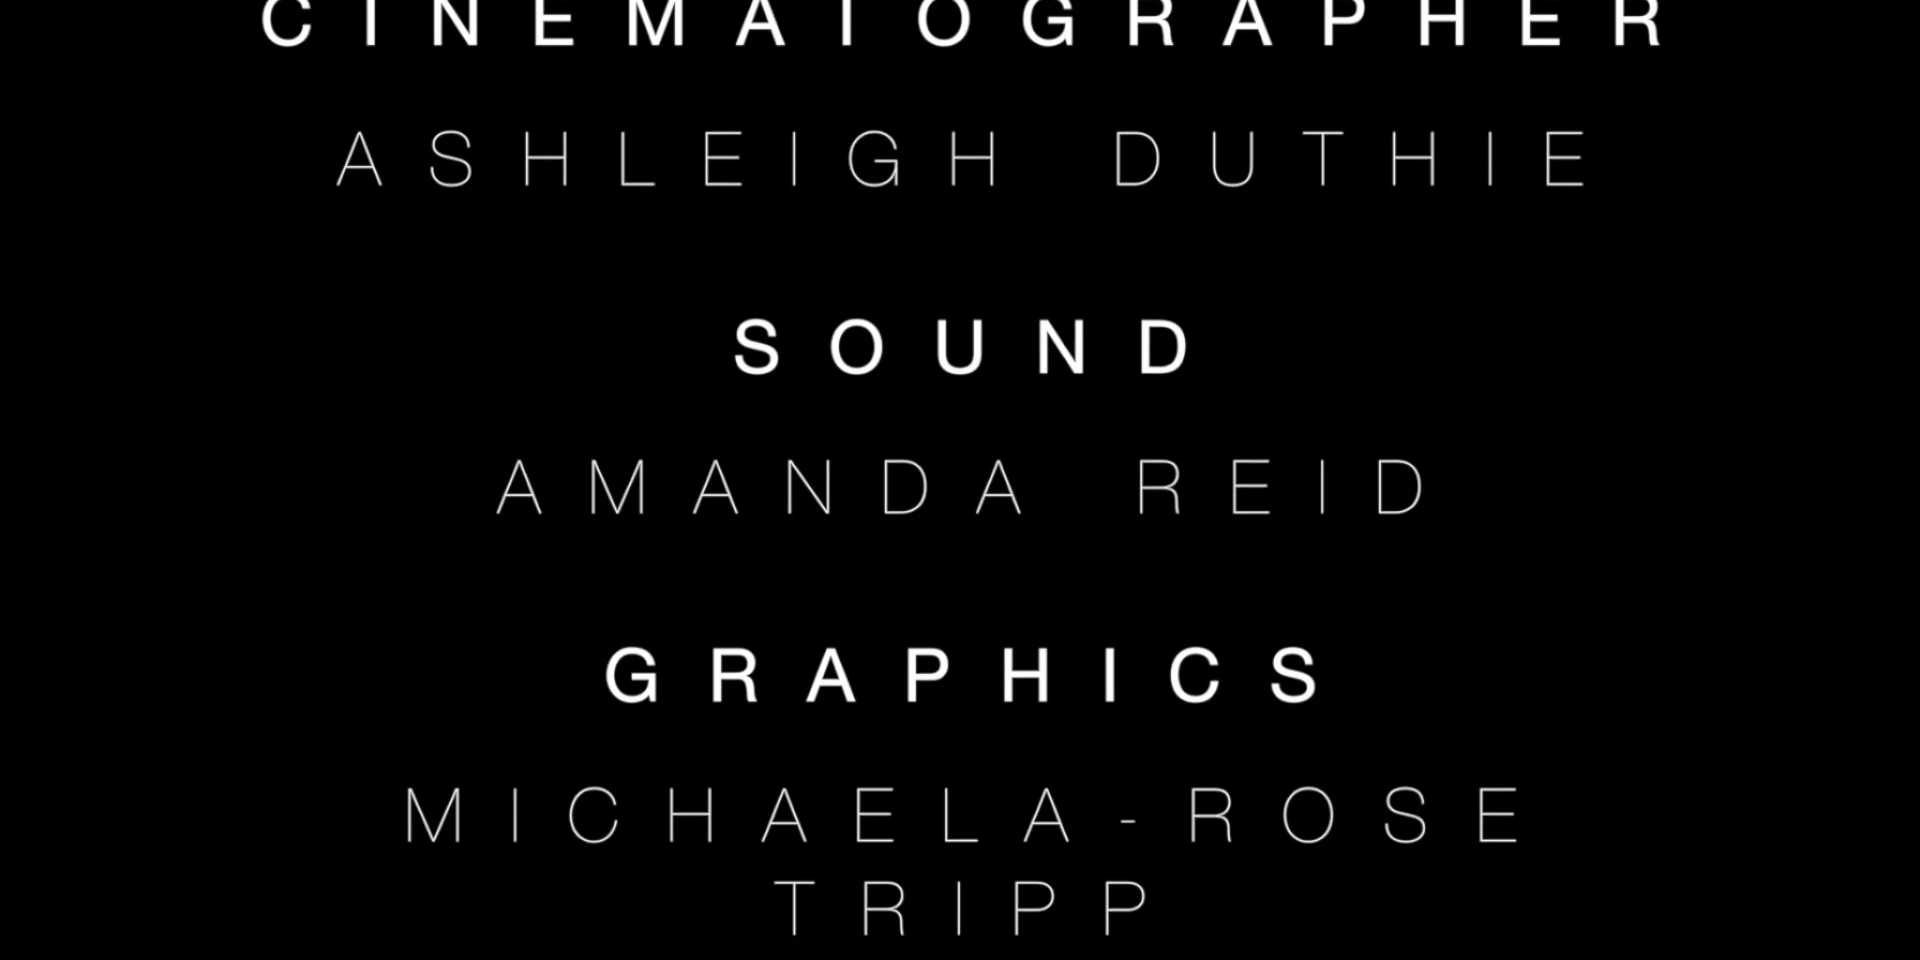 CINEMATOGRAPHER
ASHLEIGH DUTHIE
SOUND
AMANDA REID
GRAPHICS
MICHAELA-ROSE
TRIPP